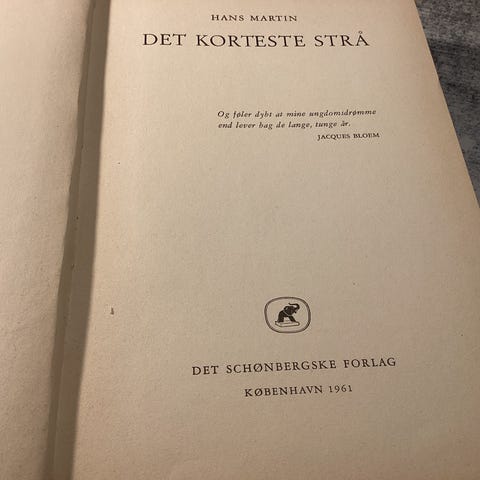 HANS MARTIN
DET KORTESTE STRÅ
Og føler dybt at mine ungdomsdrømme
end lever bag de lange, tunge år.
JACQUES BLOEM
DET SCHØNBERGSKE FORLAG
KØBENHAVN 1961